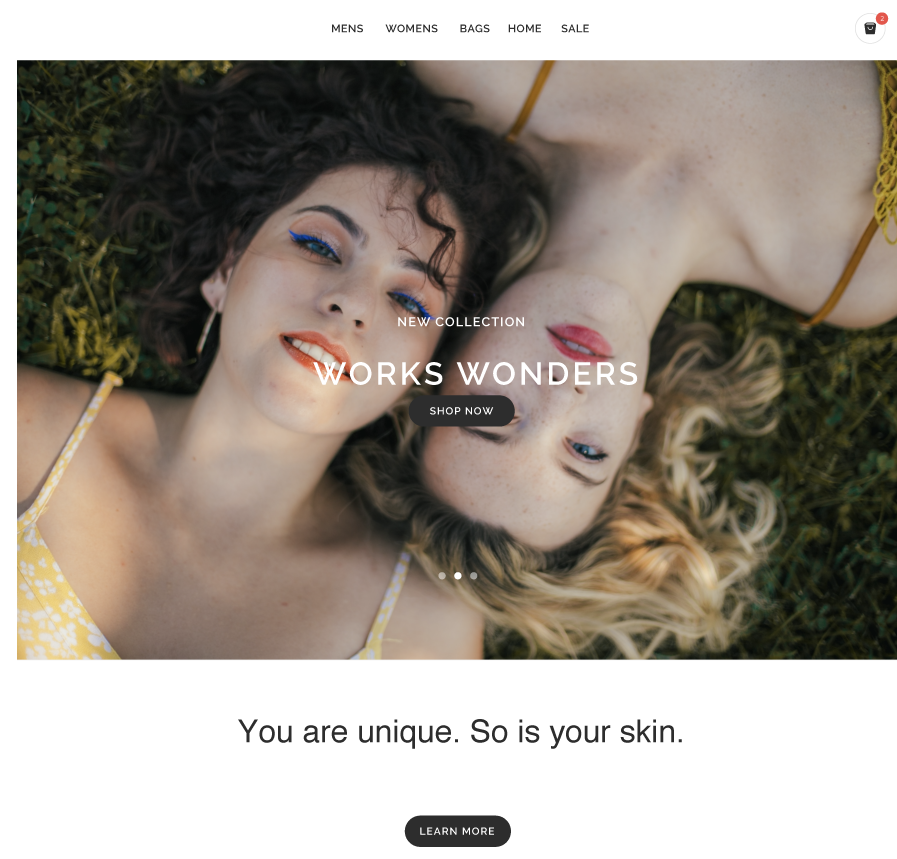 MENS WOMENS BAGS HOME SALE 2
NEW COLLECTION
WORKS WONDERS
SHOP NOW
You are unique. So is your skin.
LEARN MORE